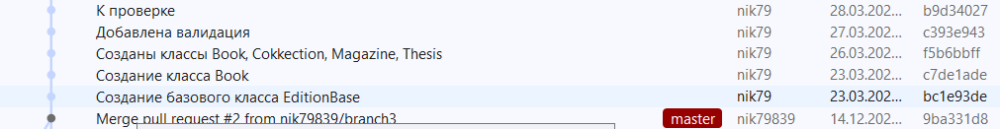 К проверке nik79 28.03.202... b9d34027
Добавлена валидация nik79 27.03.202... c393e943
Созданы классы Book, Cokkection, Magazine, Thesis nik79 26.03.202... f5b6bbff
Создание класса Book nik79 23.03.202... c7de1ade
Создание базового класса EditionBase nik79 23.03.202... bc1e93de
Merge pull request #2 from nik79839/branch3 master nik79839 14.12.202... 9ba331d8